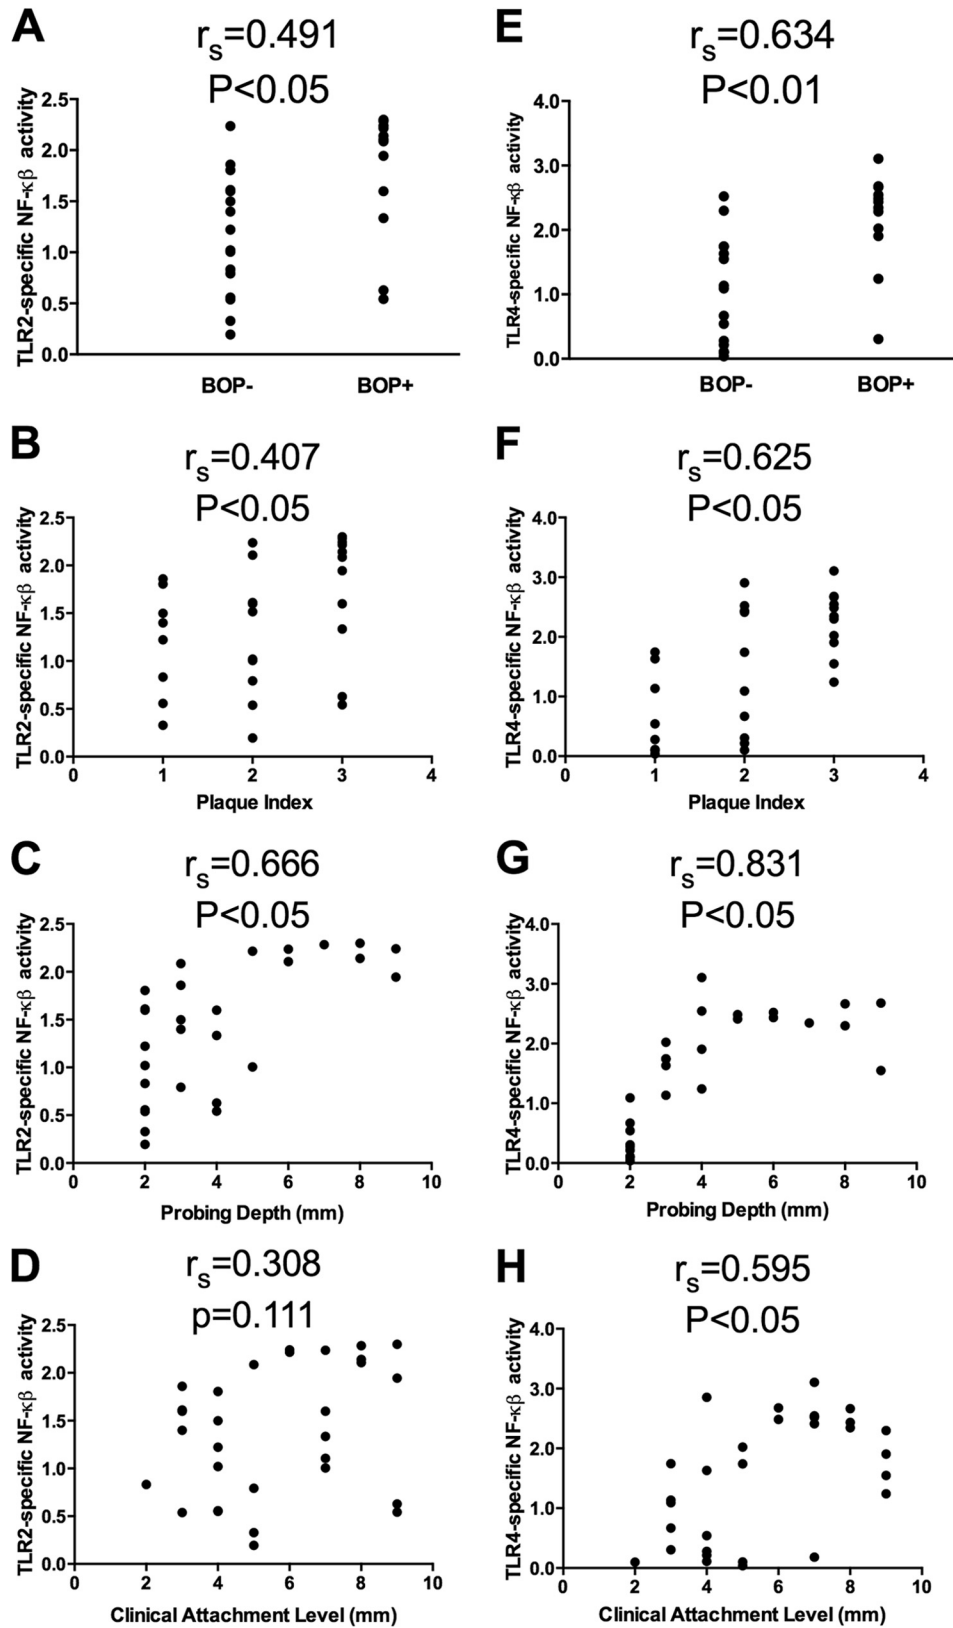 A
r_s=0.491
P<0.05
TLR2-specific NF-κβ activity
2.5
2.0
1.5
1.0
0.5
0.0
BOP- BOP+
E
r_s=0.634
P<0.01
TLR4-specific NF-κβ activity
4.0
3.0
2.0
1.0
0.0
BOP- BOP+
B
r_s=0.407
P<0.05
TLR2-specific NF-κβ activity
2.5
2.0
1.5
1.0
0.5
0.0
0 1 2 3 4
Plaque Index
F
r_s=0.625
P<0.05
TLR4-specific NF-κβ activity
4.0
3.0
2.0
1.0
0.0
0 1 2 3 4
Plaque Index
C
r_s=0.666
P<0.05
TLR2-specific NF-κβ activity
2.5
2.0
1.5
1.0
0.5
0.0
0 2 4 6 8 10
Probing Depth (mm)
G
r_s=0.831
P<0.05
TLR4-specific NF-κβ activity
4.0
3.0
2.0
1.0
0.0
0 2 4 6 8 10
Probing Depth (mm)
D
r_s=0.308
p=0.111
TLR2-specific NF-κβ activity
2.5
2.0
1.5
1.0
0.5
0.0
0 2 4 6 8 10
Clinical Attachment Level (mm)
H
r_s=0.595
P<0.05
TLR4-specific NF-κβ activity
4.0
3.0
2.0
1.0
0.0
0 2 4 6 8 10
Clinical Attachment Level (mm)